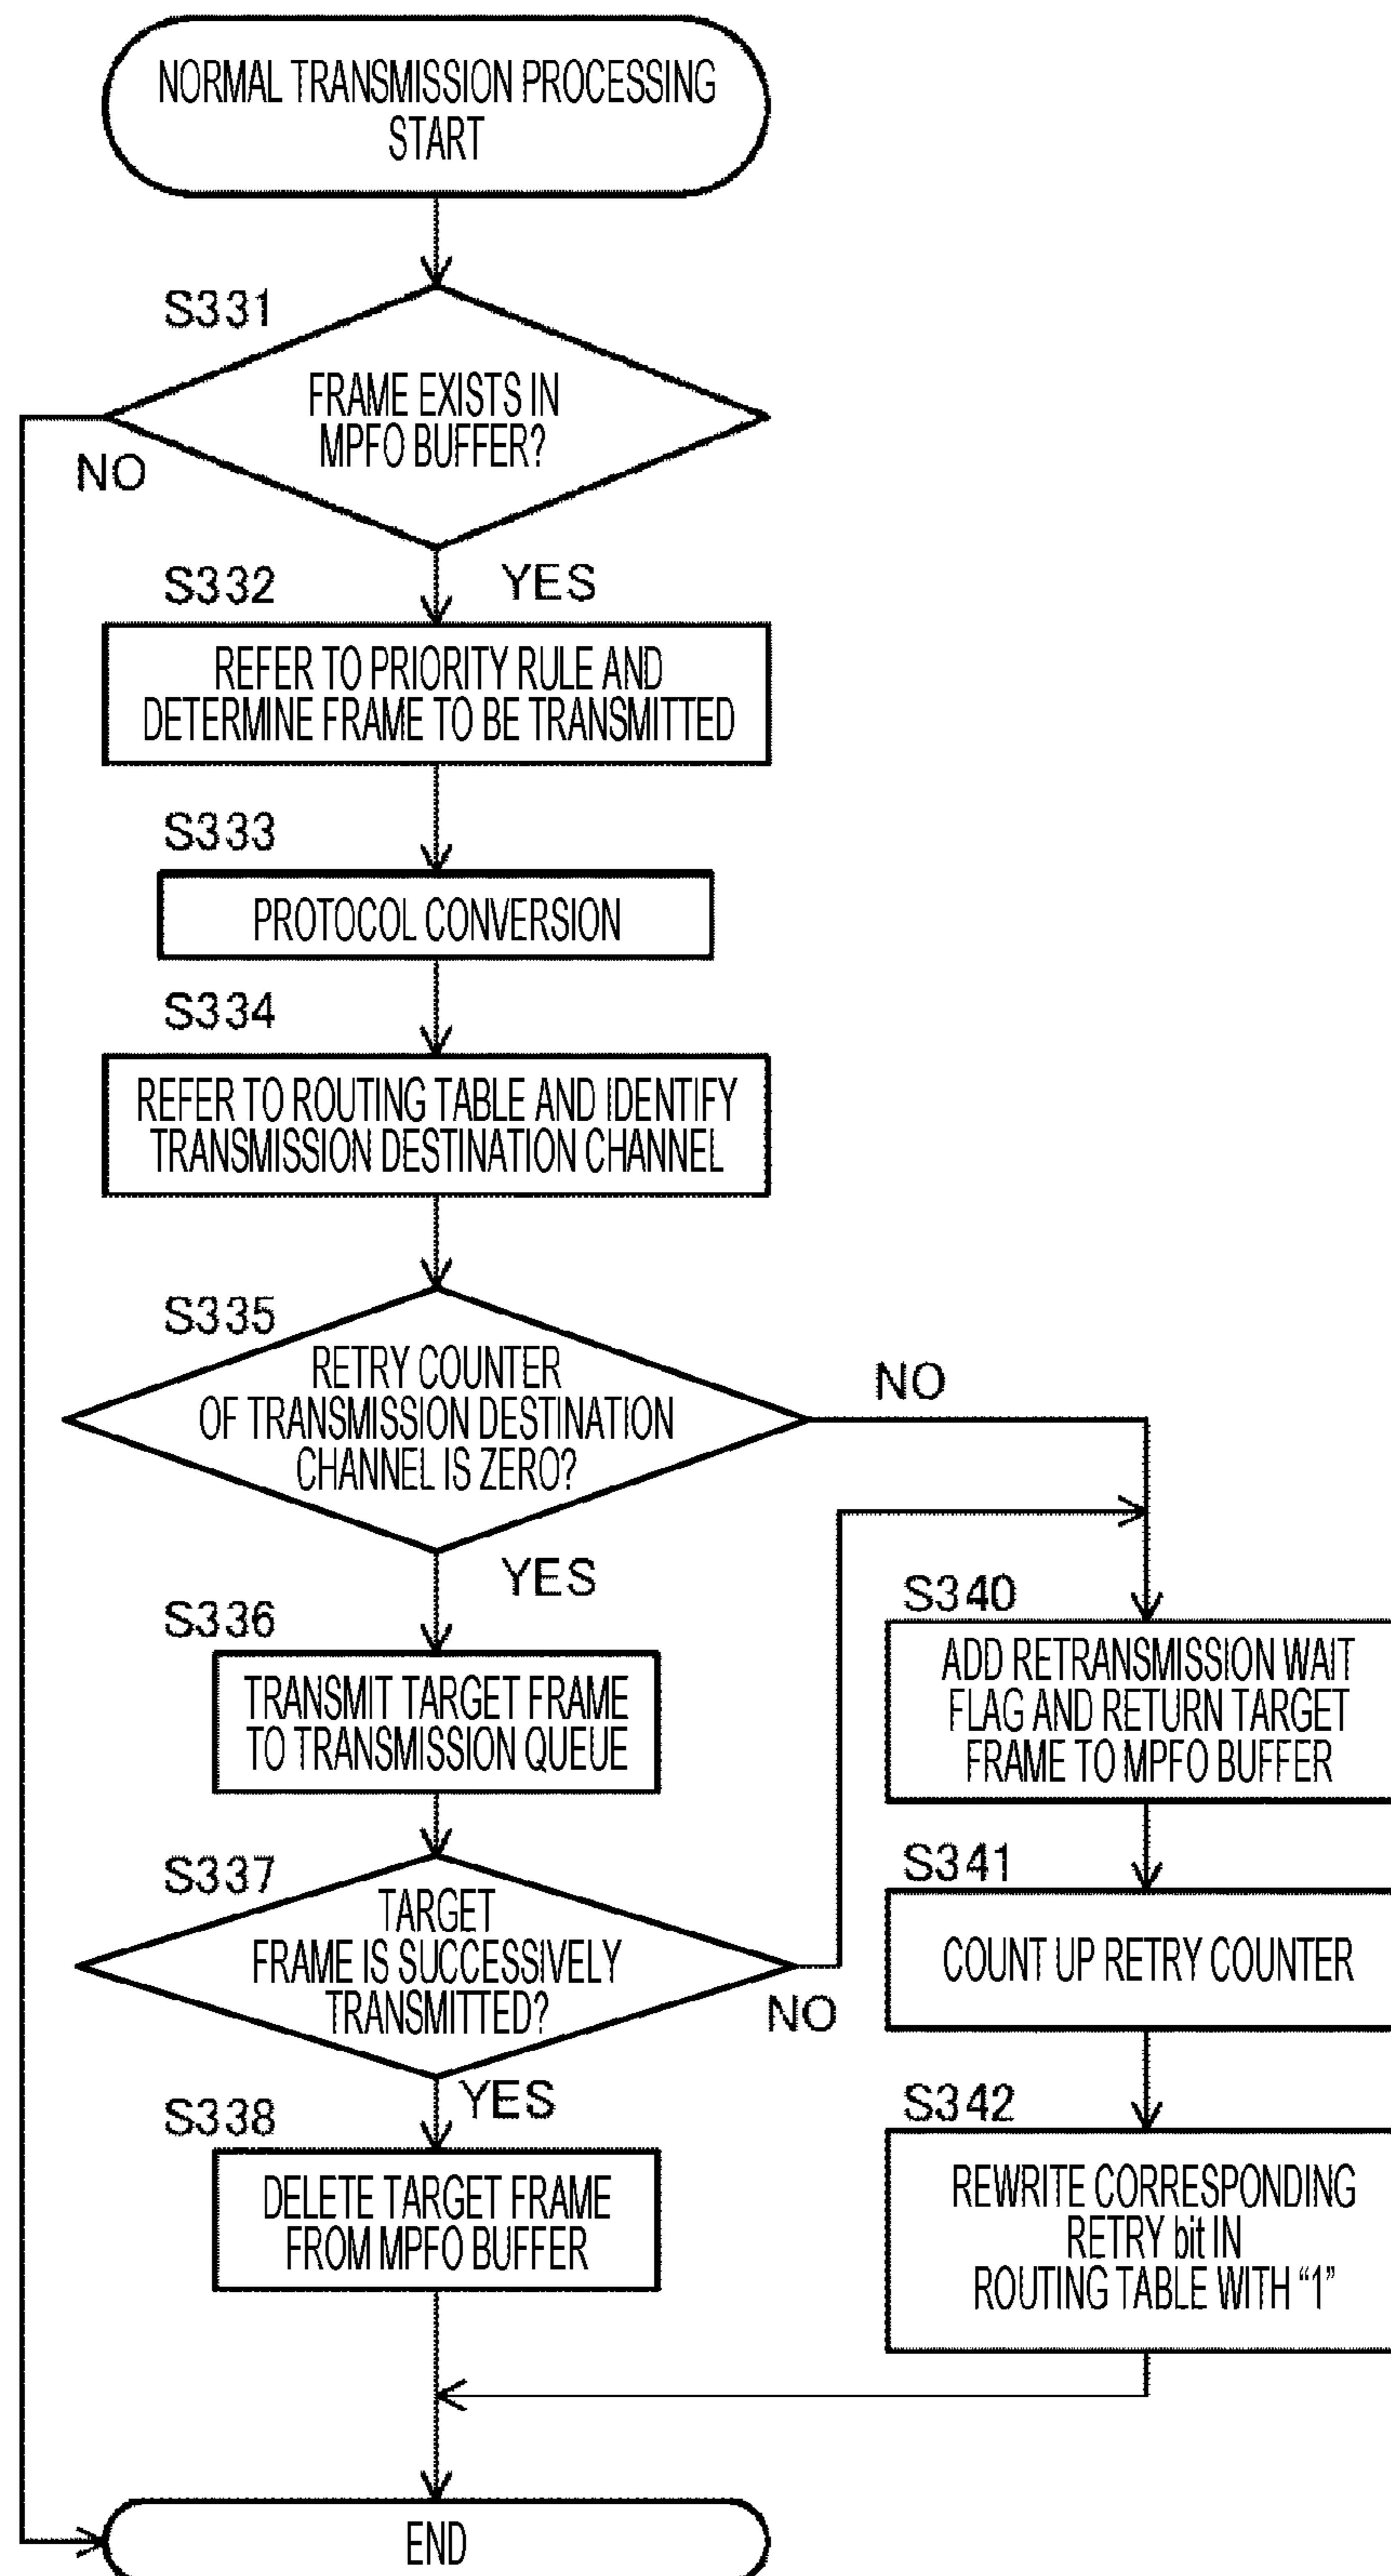 NORMAL TRANSMISSION PROCESSING
START
S331
FRAME EXISTS IN
MPFO BUFFER?
NO
YES
S332
REFER TO PRIORITY RULE AND
DETERMINE FRAME TO BE TRANSMITTED
S333
PROTOCOL CONVERSION
S334
REFER TO ROUTING TABLE AND IDENTIFY
TRANSMISSION DESTINATION CHANNEL
S335
RETRY COUNTER
OF TRANSMISSION DESTINATION
CHANNEL IS ZERO?
NO
YES
S336
TRANSMIT TARGET FRAME
TO TRANSMISSION QUEUE
S337
TARGET
FRAME IS SUCCESSIVELY
TRANSMITTED?
NO
YES
S338
DELETE TARGET FRAME
FROM MPFO BUFFER
S340
ADD RETRANSMISSION WAIT
FLAG AND RETURN TARGET
FRAME TO MPFO BUFFER
S341
COUNT UP RETRY COUNTER
S342
REWRITE CORRESPONDING
RETRY bit IN
ROUTING TABLE WITH “1”
END